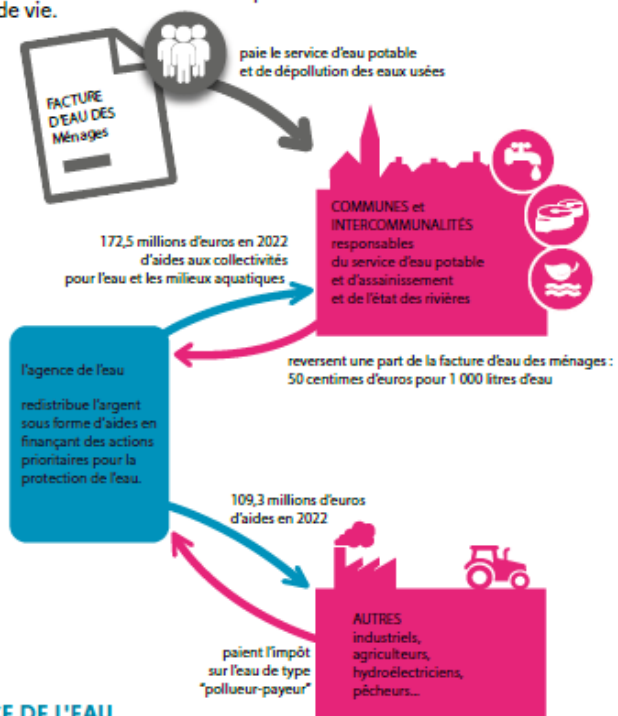 de vie.
paie le service d'eau potable
et de dépollution des eaux usées
FACTURE
D'EAU DES
Ménages
COMMUNES et
INTERCOMMUNALITÉS
responsables
du service d'eau potable
et d'assainissement
et de l'état des rivières
172,5 millions d'euros en 2022
d'aides aux collectivités
pour l'eau et les milieux aquatiques
reversent une part de la facture d'eau des ménages :
50 centimes d'euros pour 1 000 litres d'eau
l'agence de l'eau
redistribue l'argent
sous forme d'aides en
finançant des actions
prioritaires pour la
protection de l'eau.
109,3 millions d'euros
d'aides en 2022
AUTRES
industriels,
agriculteurs,
hydroélectriciens,
pêcheurs...
paient l'impôt
sur l'eau de type
"pollueur-payeur"
DE L'EAU